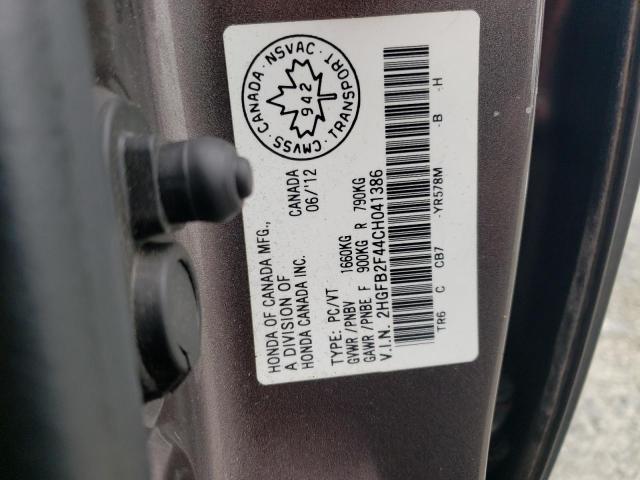 HONDA OF CANADA MFG.,
A DIVISION OF CANADA
HONDA CANADA INC. 06/'12
TYPE: PC/VT
GVWR /PNBV 1660KG
GAWR /PNBE F 900KG R 790KG
V.I.N. 2HGFB2F44CH041386
TR6 C CB7 -YR578M -B -H
CMVSS · CANADA · NSVAC · TRANSPORT ·
942